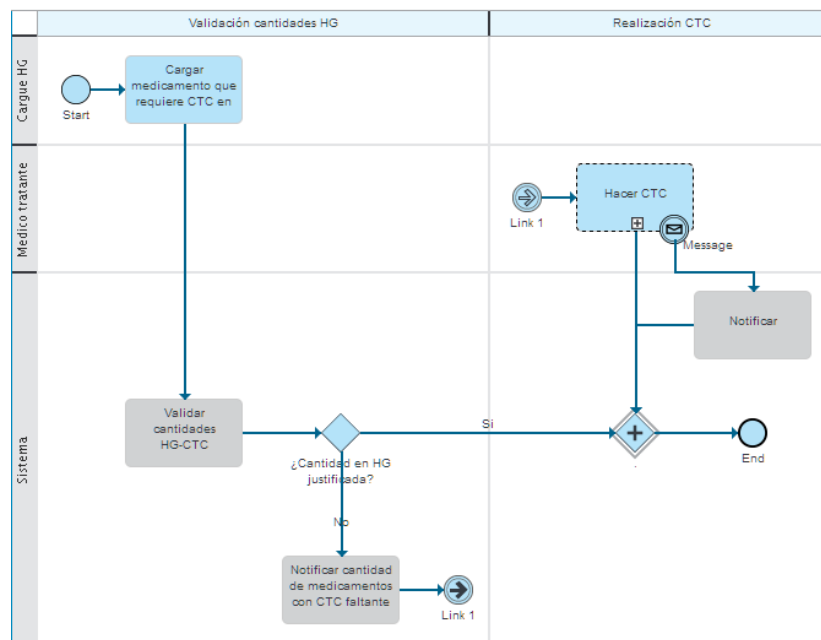 Validación cantidades HG
Realización CTC
Cargue HG
Start
Cargar
medicamento que
requiere CTC en
Medico tratante
Link 1
Hacer CTC
Message
Sistema
Notificar
Validar
cantidades
HG-CTC
¿Cantidad en HG
justificada?
Si
End
No
Notificar cantidad
de medicamentos
con CTC faltante
Link 1